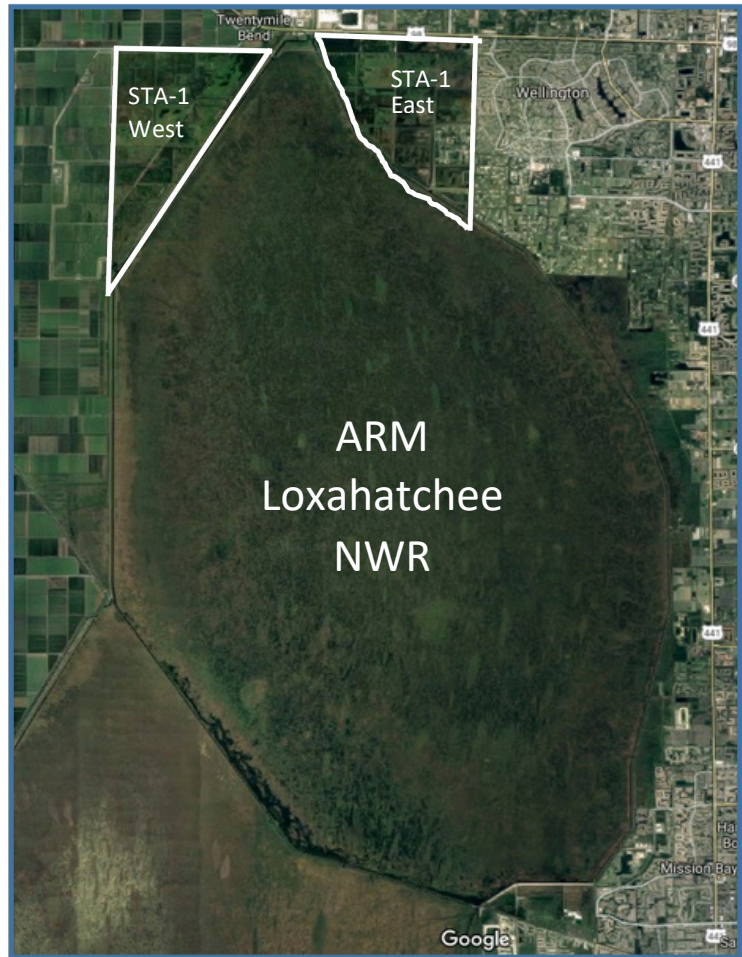 Twentymile
Bend
STA-1
West
STA-1
East
Wellington
441
441
ARM
Loxahatchee
NWR
441
Mission Bay
Google